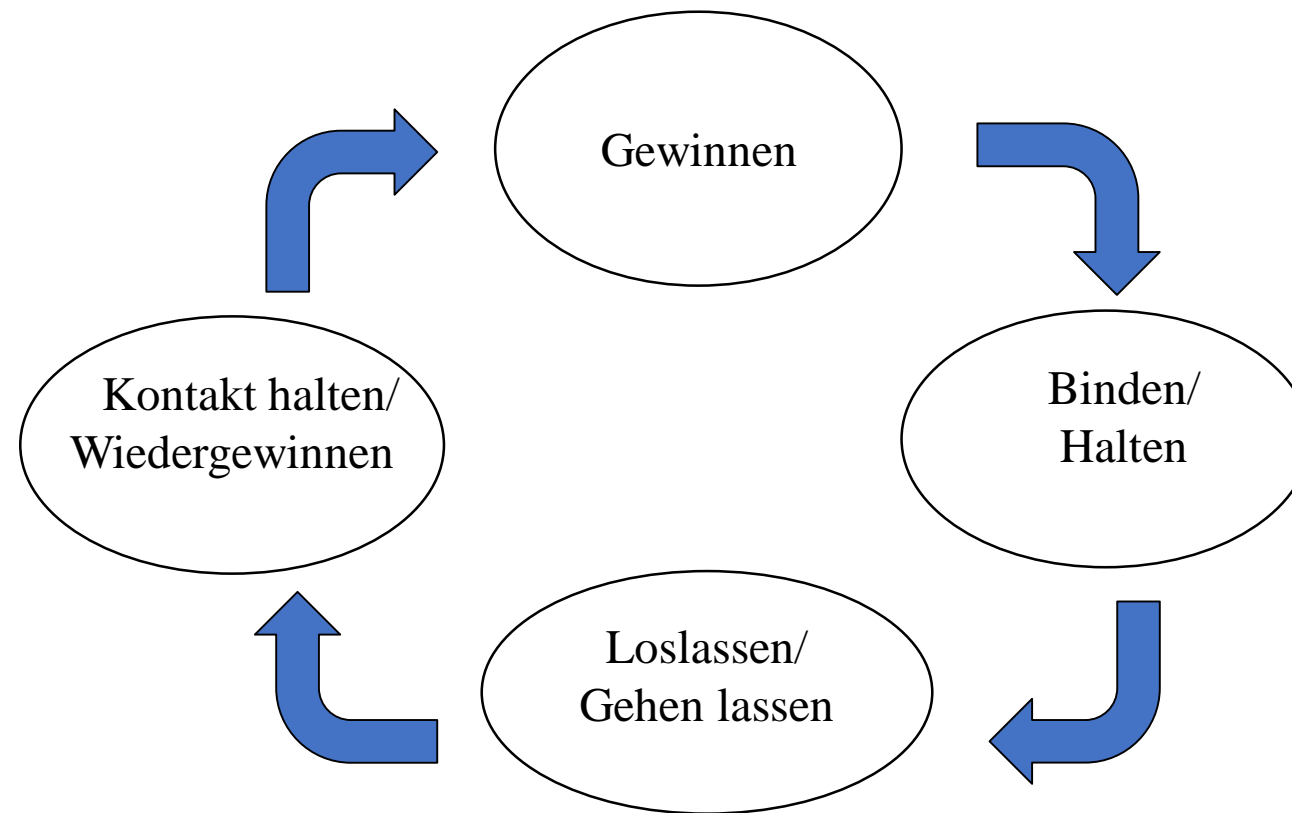 Gewinnen
Binden/
Halten
Loslassen/
Gehen lassen
Kontakt halten/
Wiedergewinnen